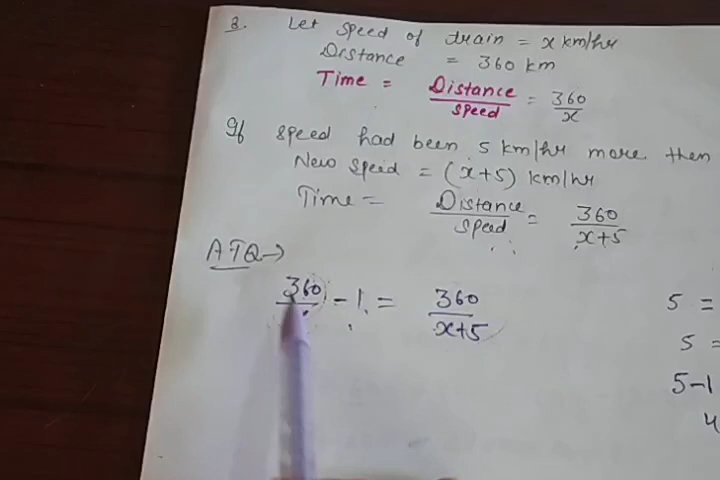 3. Let speed of train = x km/hr
Distance = 360 km
Time = Distance/speed = 360/x
If speed had been 5 km/hr more then
New speed = (x+5) km/hr
Time = Distance/speed = 360/x+5
ATQ→
360/x - 1 = 360/x+5
5 =
5 =
5-1
4